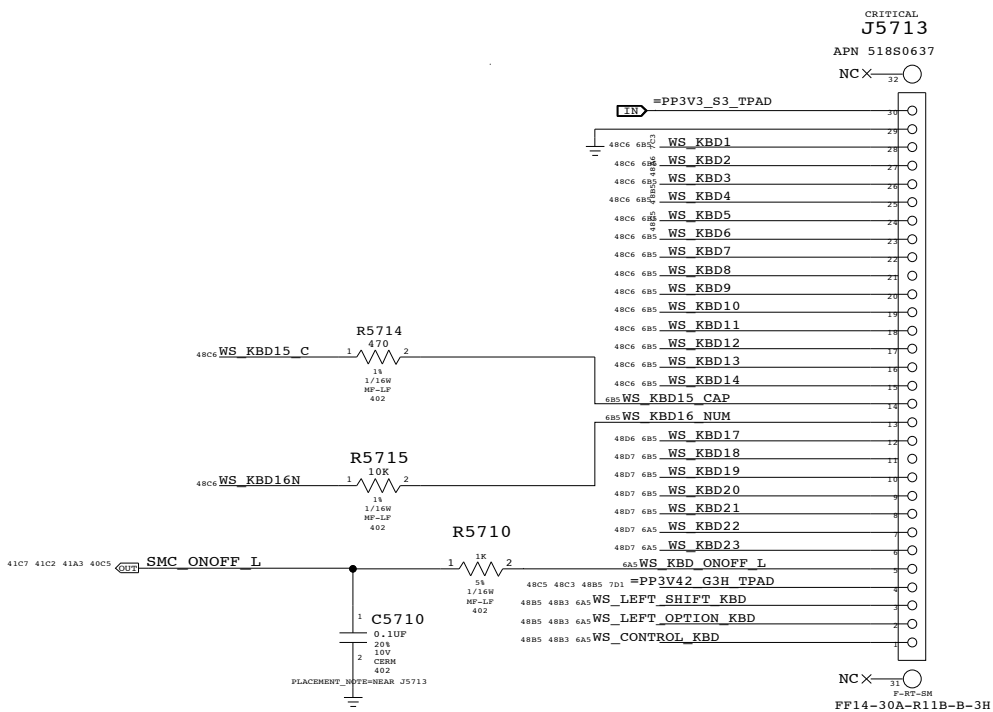 CRITICAL
J5713
APN 518S0637
NC
32
=PP3V3_S3_TPAD
IN
30
29
48C6 6B5 WS_KBD1 28
7C3
48C6 6B5 WS_KBD2 27
48C6 6B5 WS_KBD3 26
48B5
48C6 6B5 WS_KBD4 25
48C6 6B5 WS_KBD5 24
48C6 6B5 WS_KBD6 23
48C6 6B5 WS_KBD7 22
48C6 6B5 WS_KBD8 21
48C6 6B5 WS_KBD9 20
48C6 6B5 WS_KBD10 19
48C6 6B5 WS_KBD11 18
48C6 6B5 WS_KBD12 17
48C6 6B5 WS_KBD13 16
48C6 6B5 WS_KBD14 15
R5714
470
48C6 WS_KBD15_C 1 2
1%
1/16W
MF-LF
402
6B5 WS_KBD15_CAP 14
6B5 WS_KBD16_NUM 13
48D6 6B5 WS_KBD17 12
48D7 6B5 WS_KBD18 11
48D7 6B5 WS_KBD19 10
48D7 6B5 WS_KBD20 9
48D7 6B5 WS_KBD21 8
48D7 6A5 WS_KBD22 7
48D7 6A5 WS_KBD23 6
R5715
10K
48C6 WS_KBD16N 1 2
1%
1/16W
MF-LF
402
R5710
1K
1 2
5%
1/16W
MF-LF
402
41C7 41C2 41A3 40C5 OUT SMC_ONOFF_L
6A5 WS_KBD_ONOFF_L 5
48C5 48C3 48B5 7D1 =PP3V42_G3H_TPAD 4
48B5 48B3 6A5 WS_LEFT_SHIFT_KBD 3
48B5 48B3 6A5 WS_LEFT_OPTION_KBD 2
48B5 48B3 6A5 WS_CONTROL_KBD 1
1
C5710
0.1UF
20%
10V
2
CERM
402
PLACEMENT_NOTE=NEAR J5713
NC
31
F-RT-SM
FF14-30A-R11B-B-3H